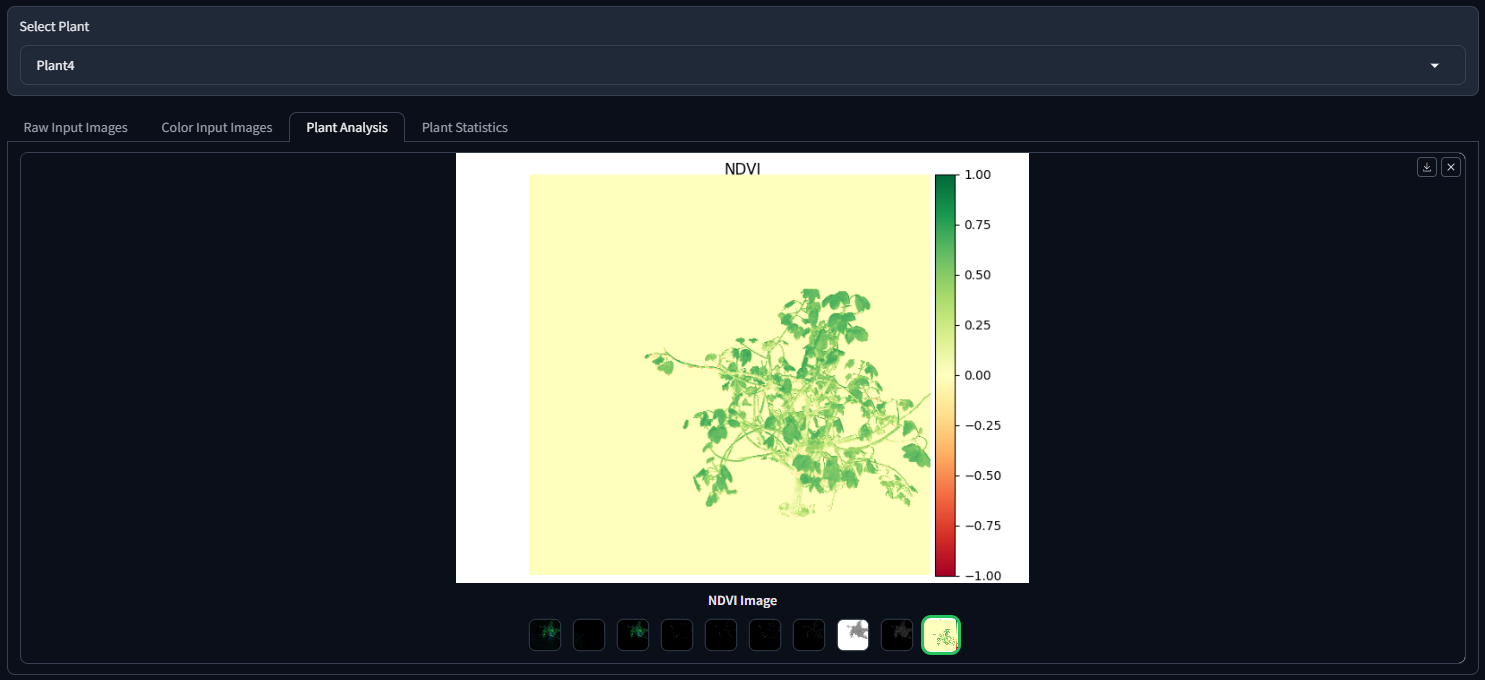 Select Plant
Plant4
Raw Input Images
Color Input Images
Plant Analysis
Plant Statistics
NDVI
1.00
0.75
0.50
0.25
0.00
−0.25
−0.50
−0.75
−1.00
NDVI Image